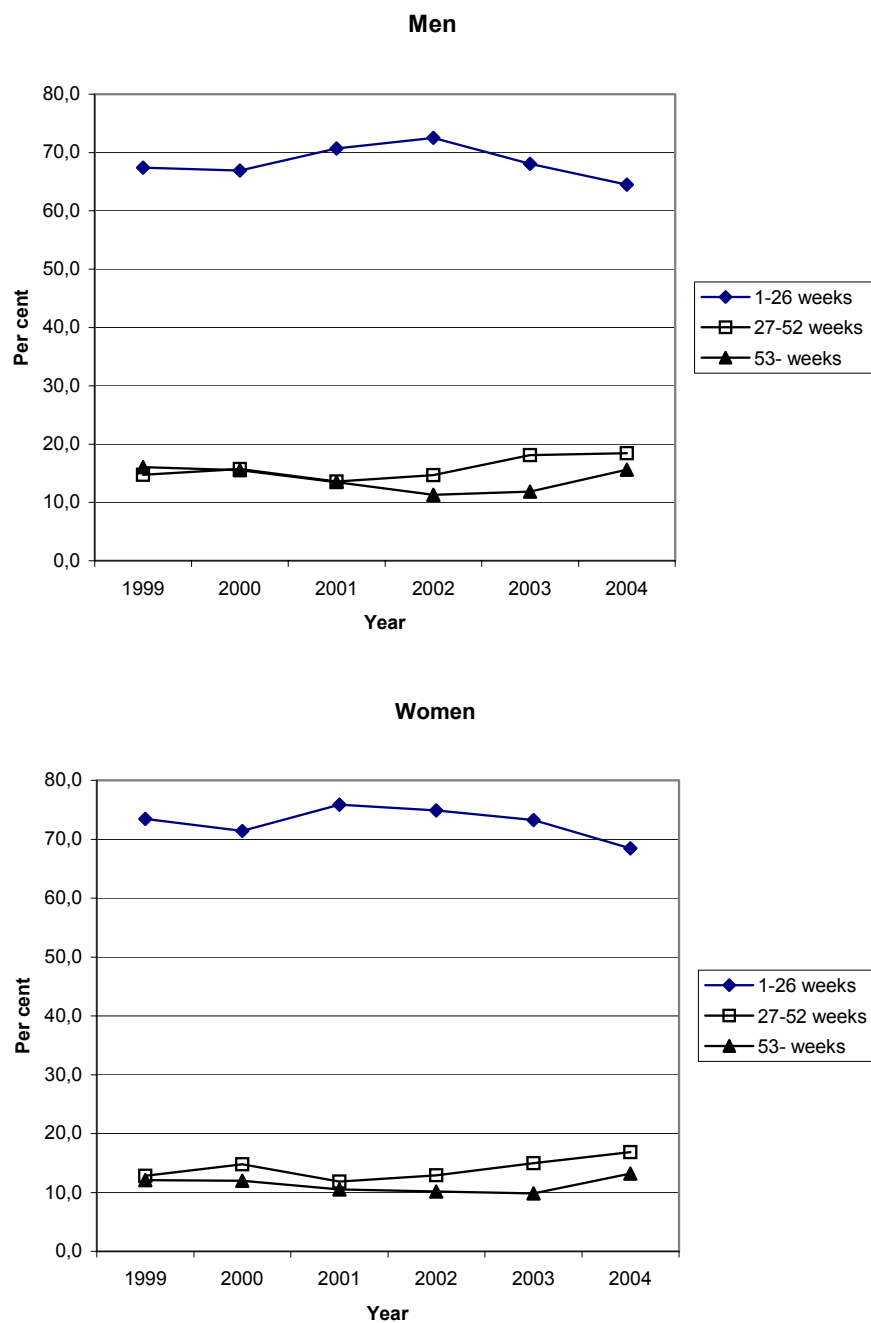 Men
80,0
70,0
60,0
50,0
40,0
30,0
20,0
10,0
0,0
Per cent
1999 2000 2001 2002 2003 2004
Year
1-26 weeks
27-52 weeks
53- weeks
Women
80,0
70,0
60,0
50,0
40,0
30,0
20,0
10,0
0,0
Per cent
1999 2000 2001 2002 2003 2004
Year
1-26 weeks
27-52 weeks
53- weeks